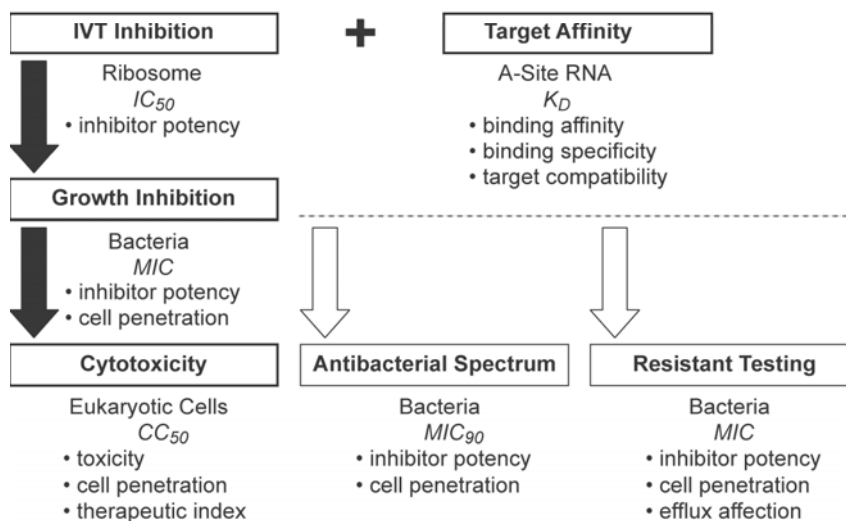 IVT Inhibition
Ribosome
IC50
• inhibitor potency
+
Target Affinity
A-Site RNA
KD
• binding affinity
• binding specificity
• target compatibility
Growth Inhibition
Bacteria
MIC
• inhibitor potency
• cell penetration
Cytotoxicity
Eukaryotic Cells
CC50
• toxicity
• cell penetration
• therapeutic index
Antibacterial Spectrum
Bacteria
MIC90
• inhibitor potency
• cell penetration
Resistant Testing
Bacteria
MIC
• inhibitor potency
• cell penetration
• efflux affection